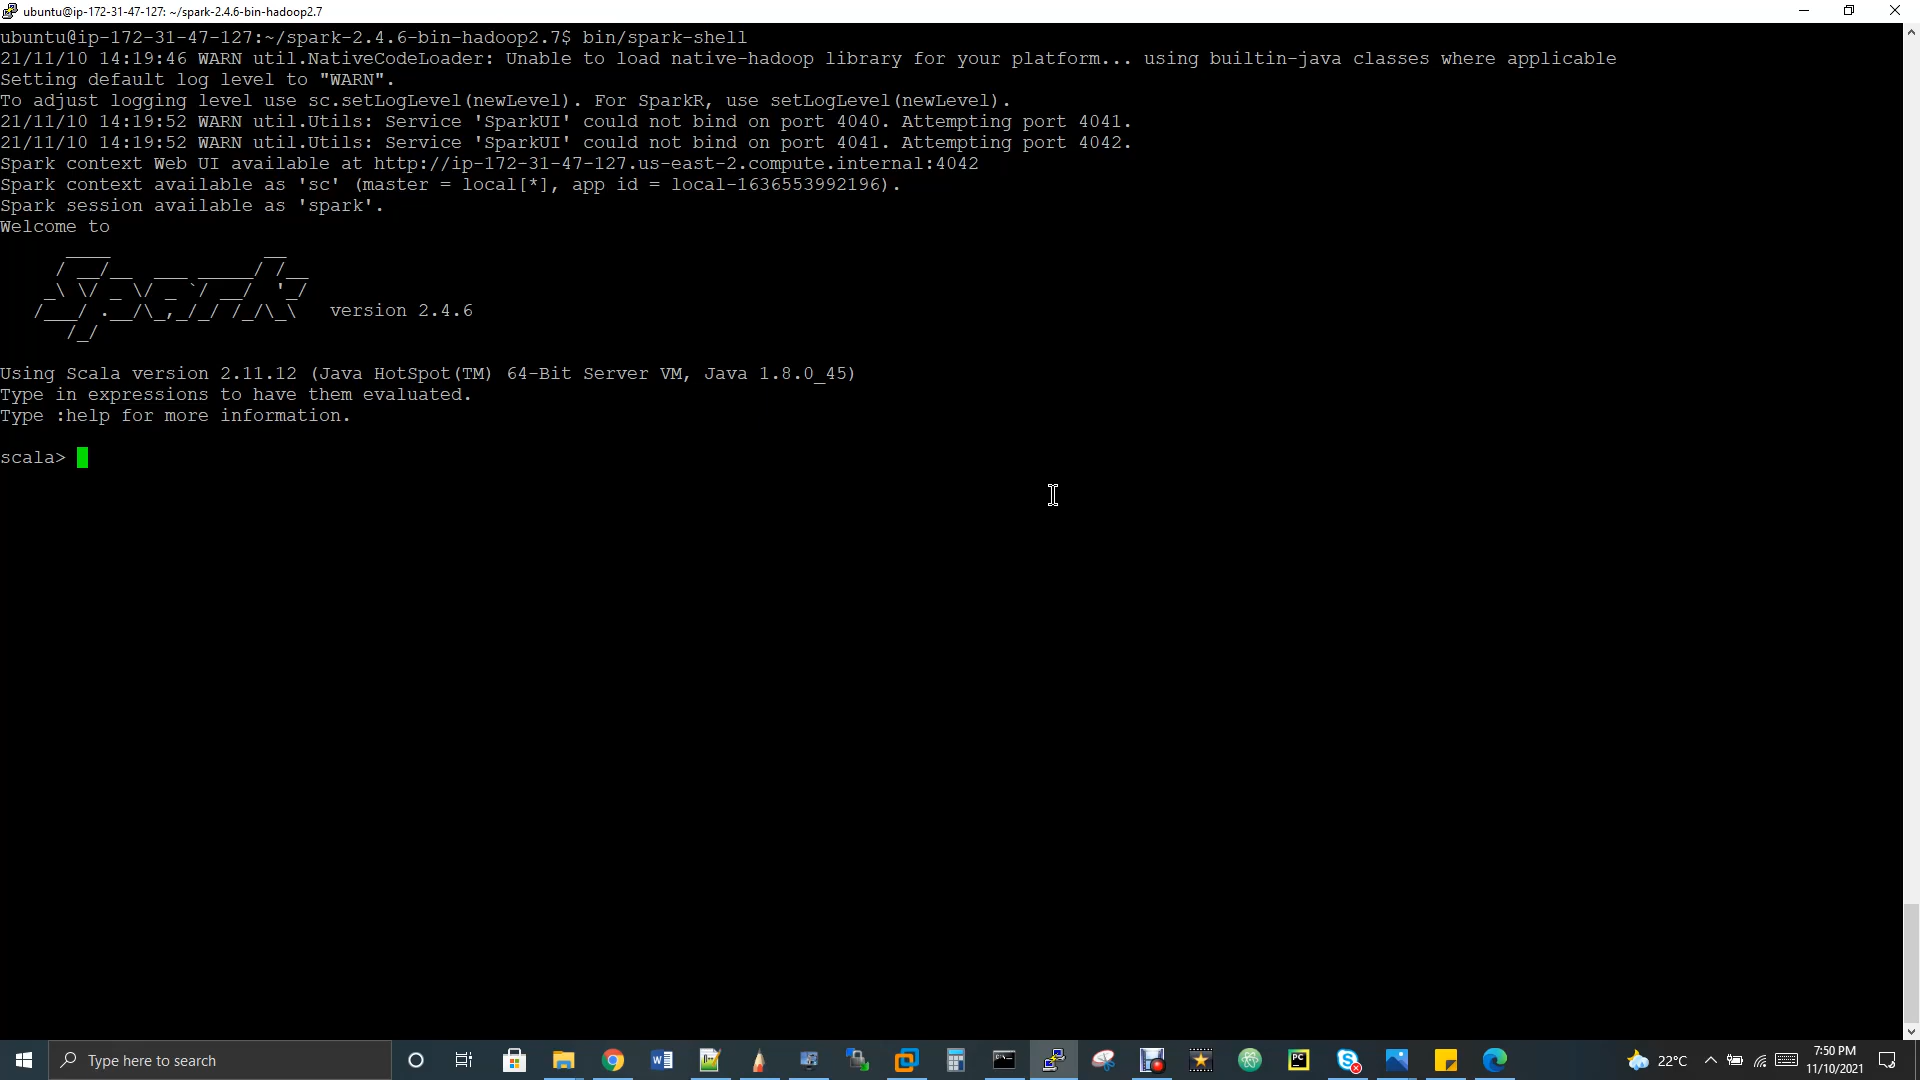 ubuntu@ip-172-31-47-127: ~/spark-2.4.6-bin-hadoop2.7
ubuntu@ip-172-31-47-127:~/spark-2.4.6-bin-hadoop2.7$ bin/spark-shell
21/11/10 14:19:46 WARN util.NativeCodeLoader: Unable to load native-hadoop library for your platform... using builtin-java classes where applicable
Setting default log level to "WARN".
To adjust logging level use sc.setLogLevel(newLevel). For SparkR, use setLogLevel(newLevel).
21/11/10 14:19:52 WARN util.Utils: Service 'SparkUI' could not bind on port 4040. Attempting port 4041.
21/11/10 14:19:52 WARN util.Utils: Service 'SparkUI' could not bind on port 4041. Attempting port 4042.
Spark context Web UI available at http://ip-172-31-47-127.us-east-2.compute.internal:4042
Spark context available as 'sc' (master = local[*], app id = local-1636553992196).
Spark session available as 'spark'.
Welcome to
      ____              __
     / __/__  ___ _____/ /__
    _\ \/ _ \/ _ `/ __/  '_/
   /___/ .__/\_,_/_/ /_/\_\   version 2.4.6
      /_/
Using Scala version 2.11.12 (Java HotSpot(TM) 64-Bit Server VM, Java 1.8.0_45)
Type in expressions to have them evaluated.
Type :help for more information.
scala>
Type here to search
22°C
7:50 PM
11/10/2021